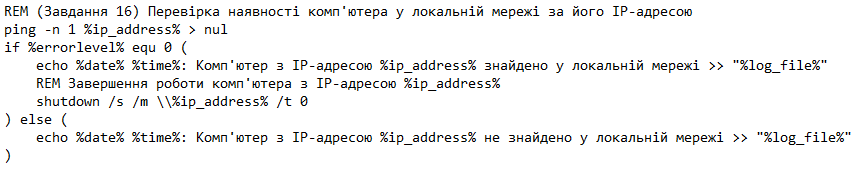 REM (Завдання 16) Перевірка наявності комп'ютера у локальній мережі за його IP-адресою
ping -n 1 %ip_address% > nul
if %errorlevel% equ 0 (
    echo %date% %time%: Комп'ютер з IP-адресою %ip_address% знайдено у локальній мережі >> "%log_file%"
    REM Завершення роботи комп'ютера з IP-адресою %ip_address%
    shutdown /s /m \\%ip_address% /t 0
) else (
    echo %date% %time%: Комп'ютер з IP-адресою %ip_address% не знайдено у локальній мережі >> "%log_file%"
)